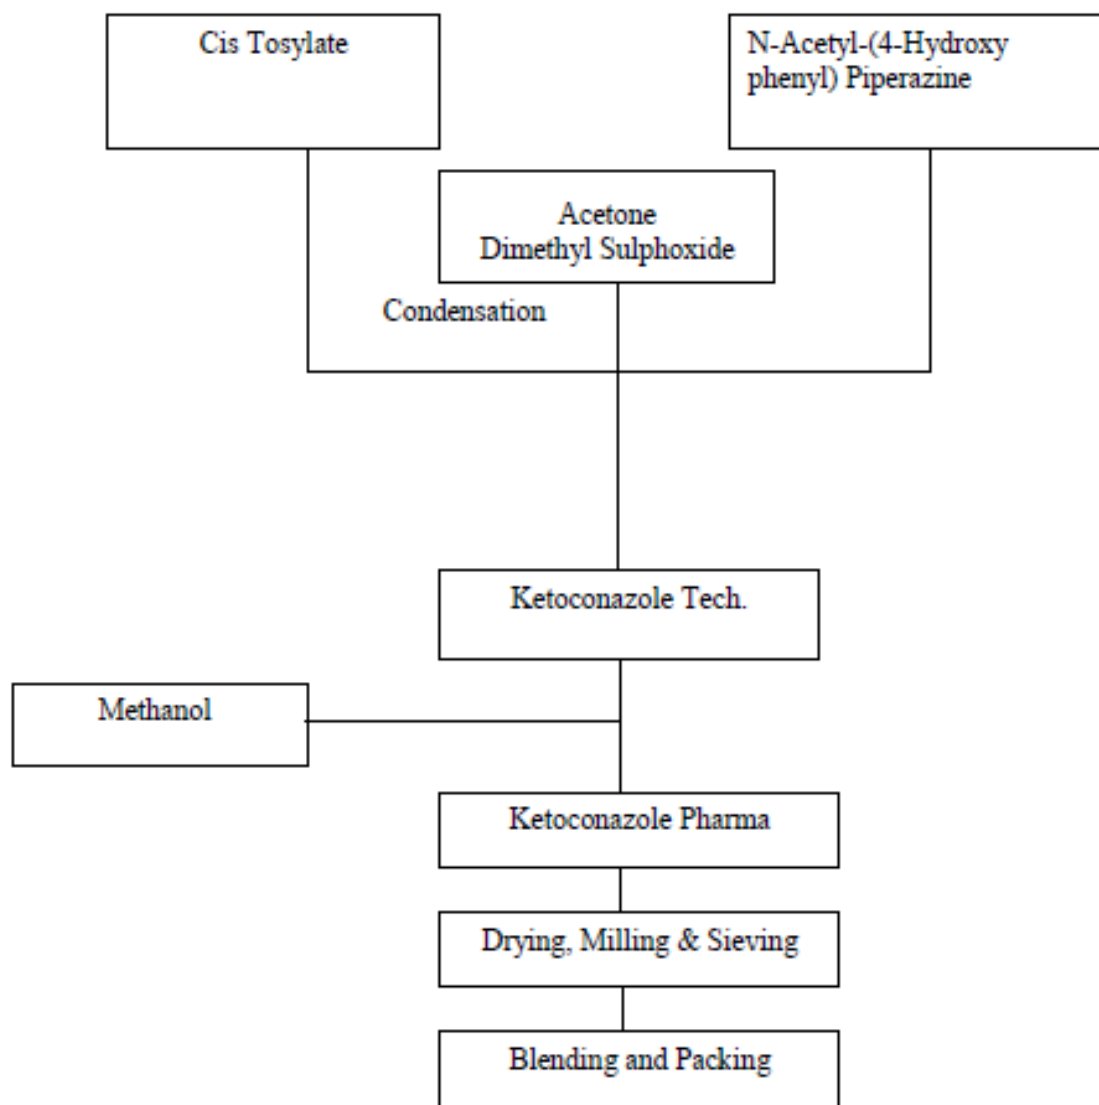 Cis Tosylate
N-Acetyl-(4-Hydroxy
phenyl) Piperazine
Acetone
Dimethyl Sulphoxide
Condensation
Ketoconazole Tech.
Methanol
Ketoconazole Pharma
Drying, Milling & Sieving
Blending and Packing